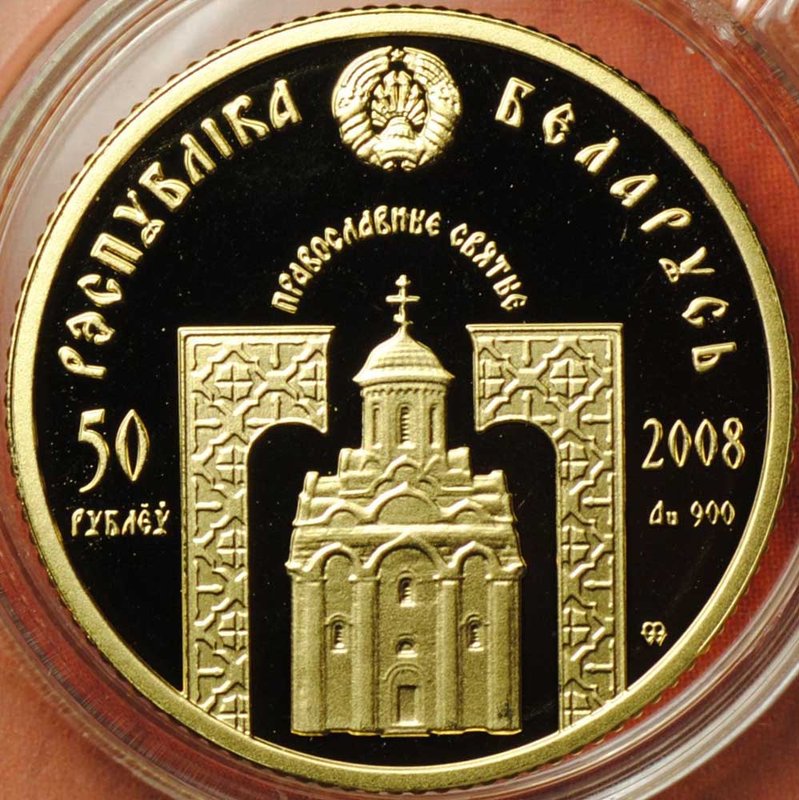 РЭСПУБЛІКА БЕЛАРУСЬ
ПРАВОСЛАВНЫЕ СВЯТЫЕ
50
РУБЛЁЎ
2008
Au 900